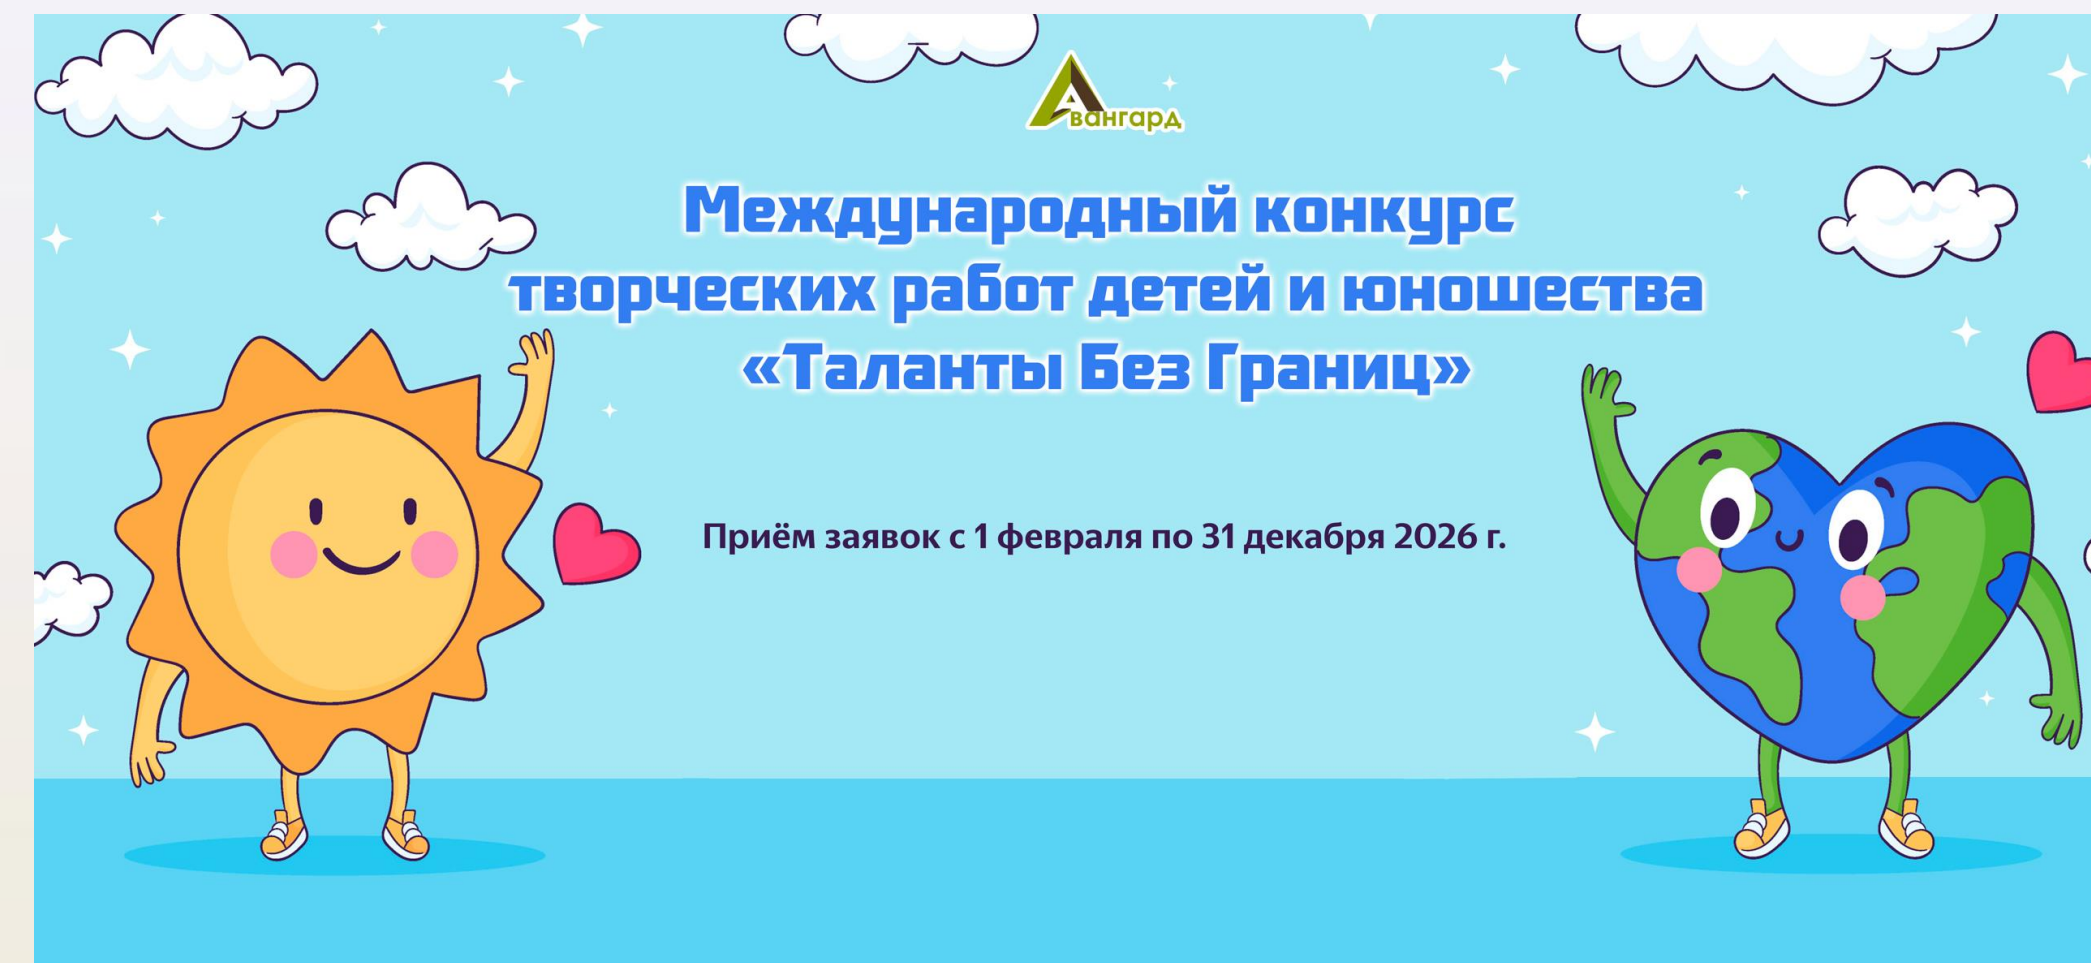 Авангард
Международный конкурс
творческих работ детей и юношества
«Таланты Без Границ»
Приём заявок с 1 февраля по 31 декабря 2026 г.